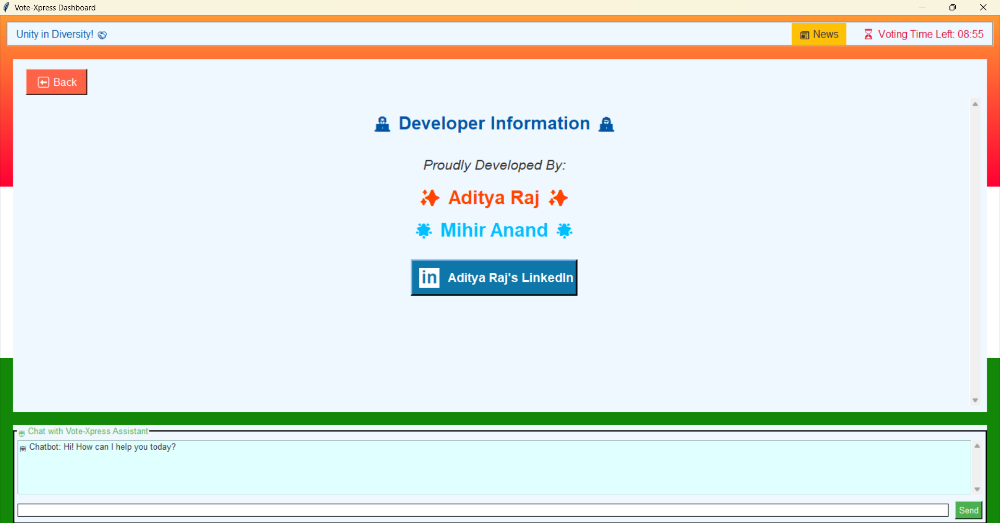 Vote-Xpress Dashboard
Unity in Diversity!
News
Voting Time Left: 08:55
Back
Developer Information
Proudly Developed By:
Aditya Raj
Mihir Anand
in Aditya Raj's LinkedIn
Chat with Vote-Xpress Assistant
Chatbot: Hi! How can I help you today?
Send